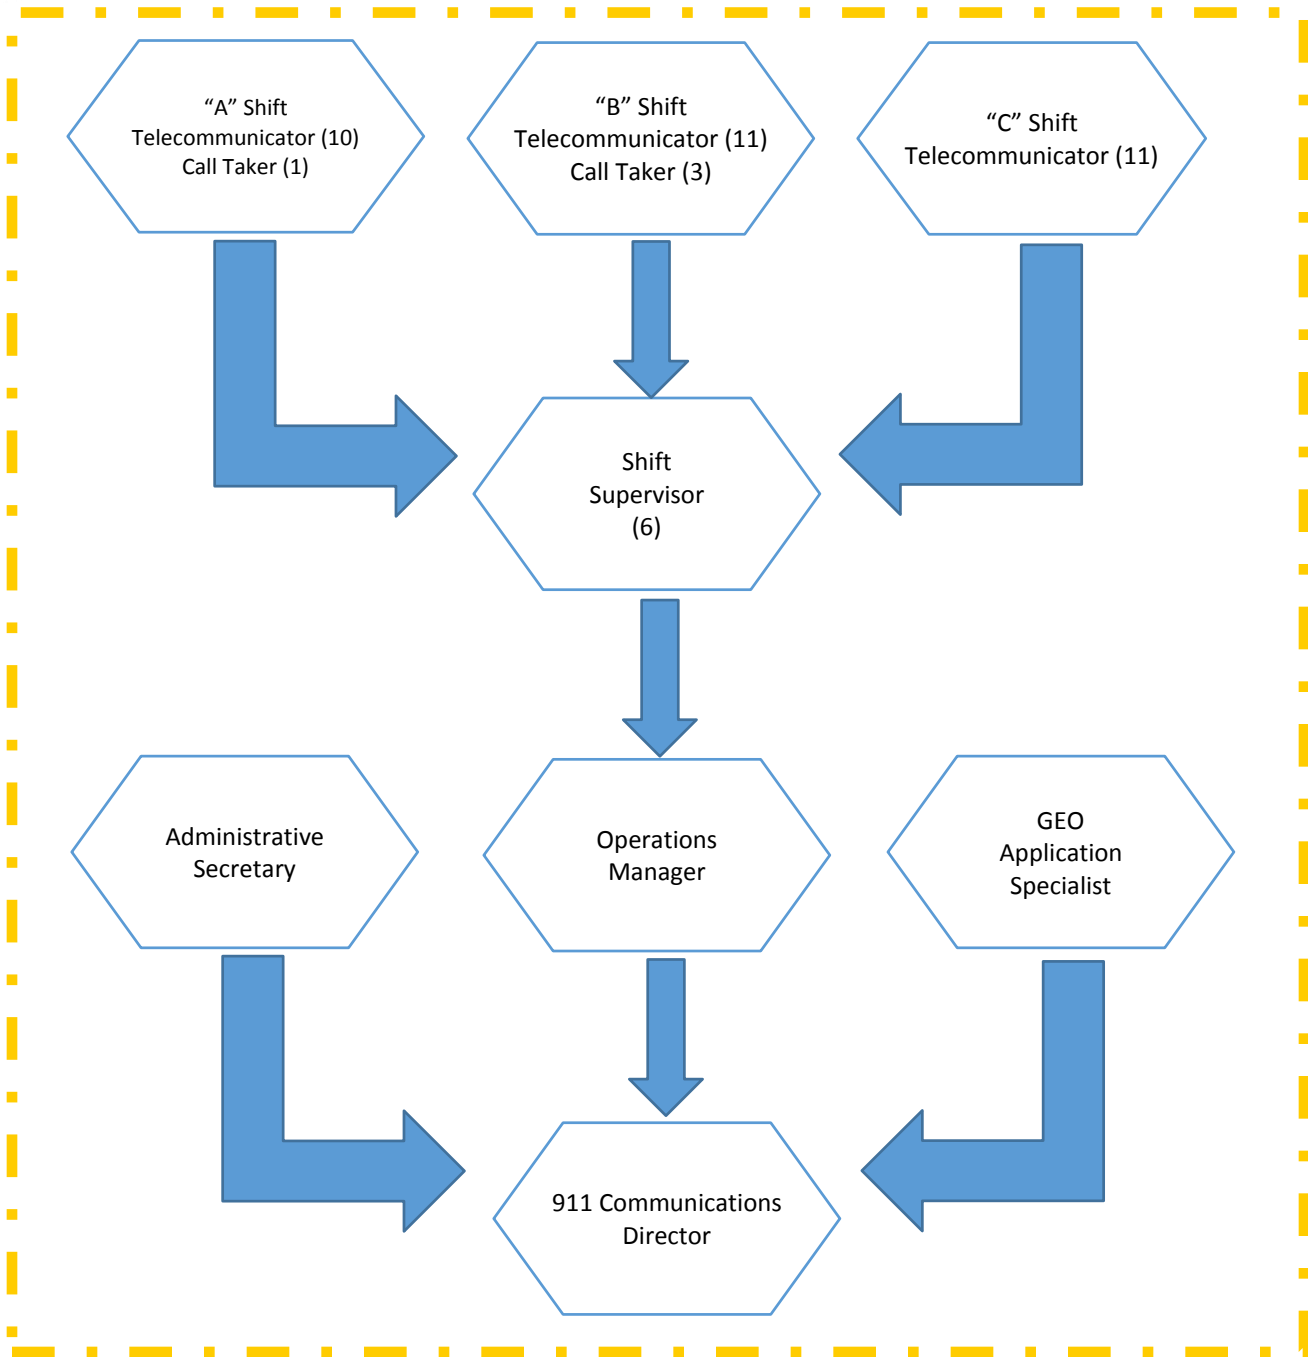 “A” Shift
Telecommunicator (10)
Call Taker (1)
“B” Shift
Telecommunicator (11)
Call Taker (3)
“C” Shift
Telecommunicator (11)
Shift
Supervisor
(6)
Administrative
Secretary
Operations
Manager
GEO
Application
Specialist
911 Communications
Director